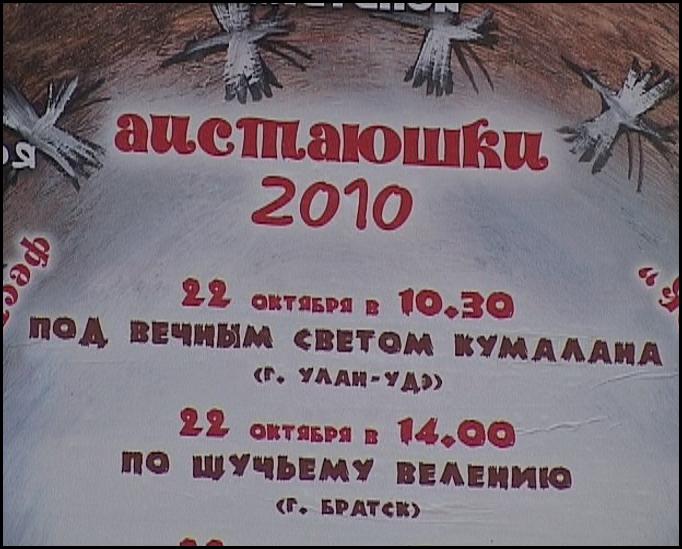 аистаюшки
2010
22 октября в 10.30
ПОД ВЕЧНЫМ СВЕТОМ КУМАЛАНА
(г. УЛАН-УДЭ)
22 октября в 14.00
ПО ЩУЧЬЕМУ ВЕЛЕНИЮ
(г. БРАТСК)